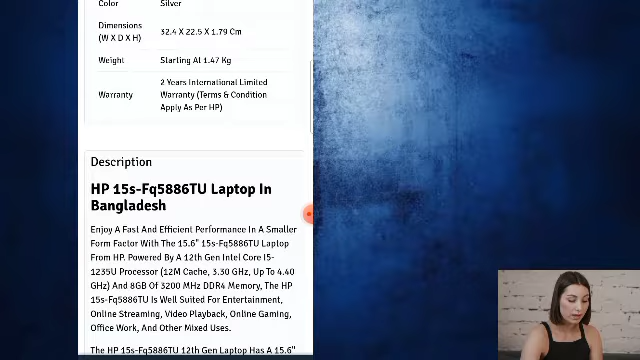 Color Silver
Dimensions
(W X D X H) 32.4 X 22.5 X 1.79 Cm
Weight Starting At 1.47 Kg
2 Years International Limited
Warranty Warranty (Terms & Condition
Apply As Per HP)
Description
HP 15s-Fq5886TU Laptop In
Bangladesh
Enjoy A Fast And Efficient Performance In A Smaller
Form Factor With The 15.6" 15s-Fq5886TU Laptop
From HP. Powered By A 12th Gen Intel Core I5-
1235U Processor (12M Cache, 3.30 GHz, Up To 4.40
GHz) And 8GB Of 3200 MHz DDR4 Memory, The HP
15s-Fq5886TU Is Well Suited For Entertainment,
Online Streaming, Video Playback, Online Gaming,
Office Work, And Other Mixed Uses.
The HP 15s-Fq5886TU 12th Gen Laptop Has A 15.6"